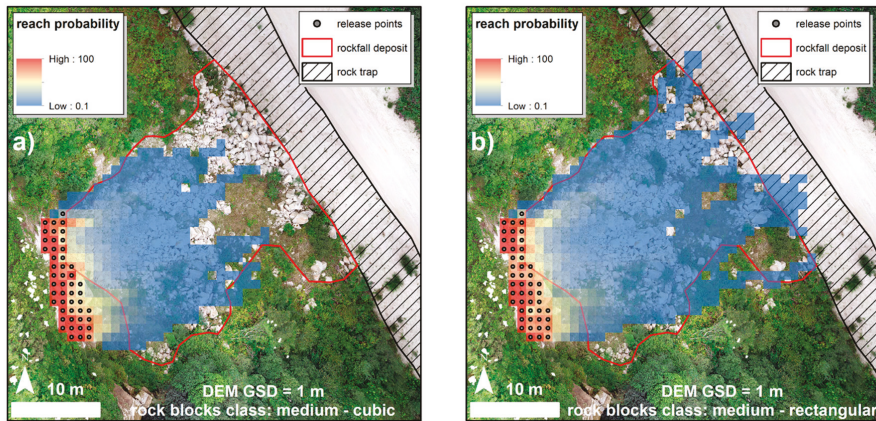 reach probability
High : 100
Low : 0.1
release points
rockfall deposit
rock trap
a)
10 m
DEM GSD = 1 m
rock blocks class: medium - cubic
reach probability
High : 100
Low : 0.1
release points
rockfall deposit
rock trap
b)
10 m
DEM GSD = 1 m
rock blocks class: medium - rectangular